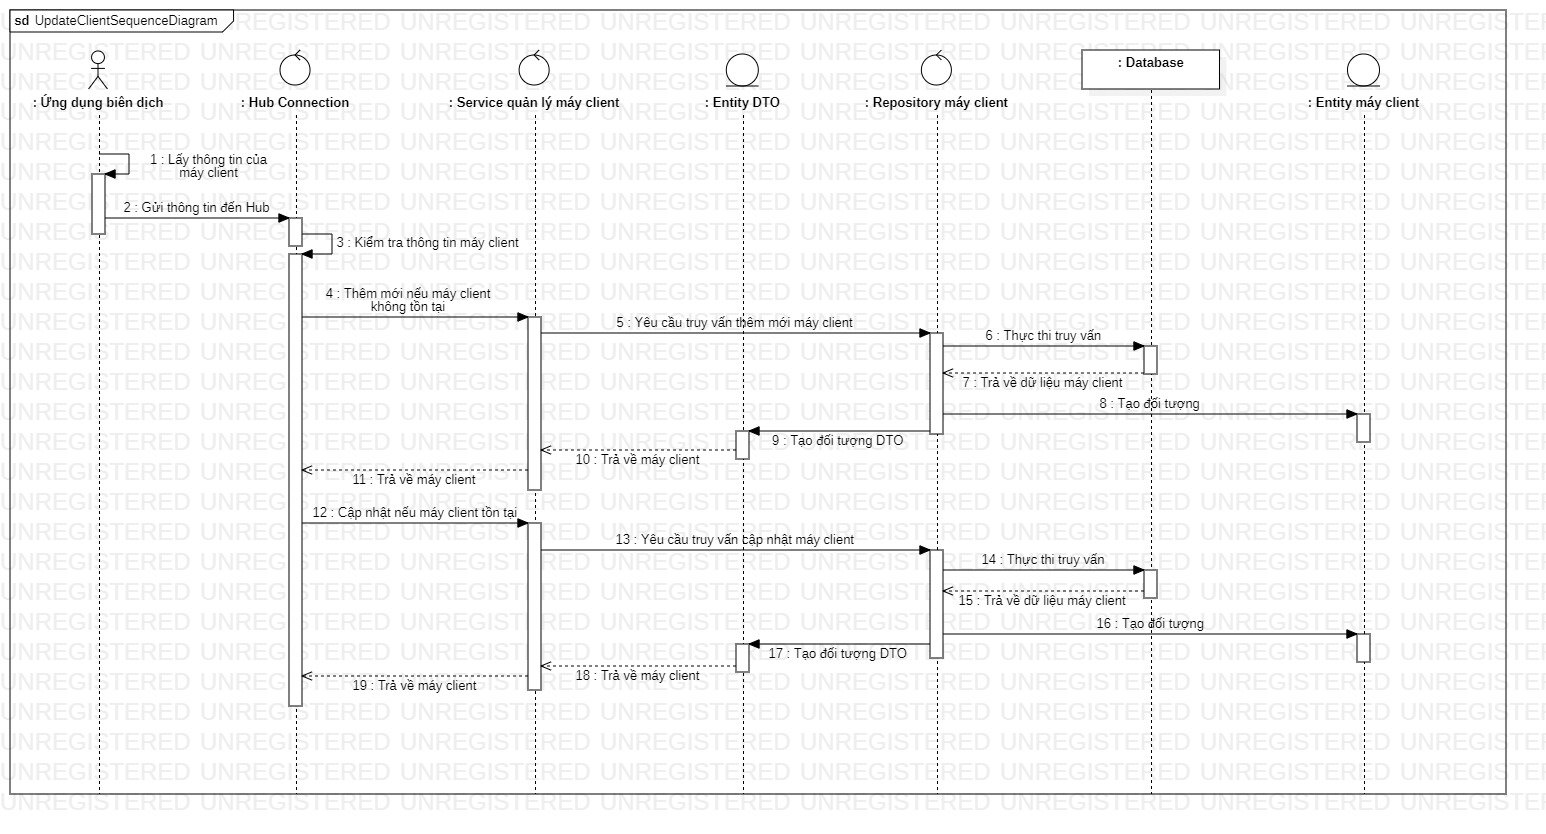 sd UpdateClientSequenceDiagram
: Ứng dụng biên dịch
: Hub Connection
: Service quản lý máy client
: Entity DTO
: Repository máy client
: Database
: Entity máy client
1 : Lấy thông tin của
máy client
2 : Gửi thông tin đến Hub
3 : Kiểm tra thông tin máy client
4 : Thêm mới nếu máy client
không tồn tại
5 : Yêu cầu truy vấn thêm mới máy client
6 : Thực thi truy vấn
7 : Trả về dữ liệu máy client
8 : Tạo đối tượng
9 : Tạo đối tượng DTO
10 : Trả về máy client
11 : Trả về máy client
12 : Cập nhật nếu máy client tồn tại
13 : Yêu cầu truy vấn cập nhật máy client
14 : Thực thi truy vấn
15 : Trả về dữ liệu máy client
16 : Tạo đối tượng
17 : Tạo đối tượng DTO
18 : Trả về máy client
19 : Trả về máy client
UNREGISTERED